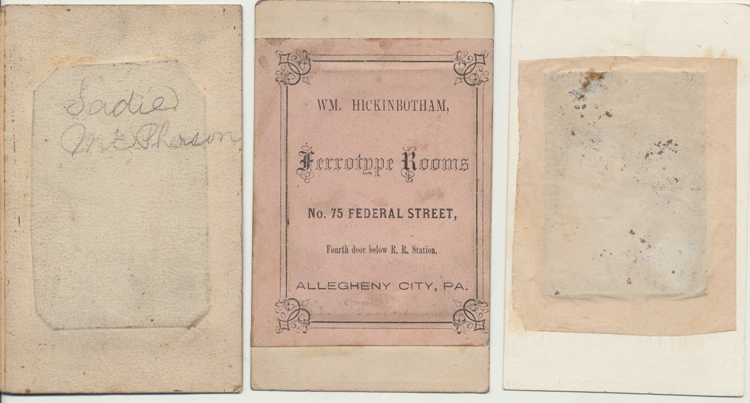 Sadie
McPherson
WM. HICKINBOTHAM,
Ferrotype Rooms
No. 75 FEDERAL STREET,
Fourth door below R. R. Station,
ALLEGHENY CITY, PA.